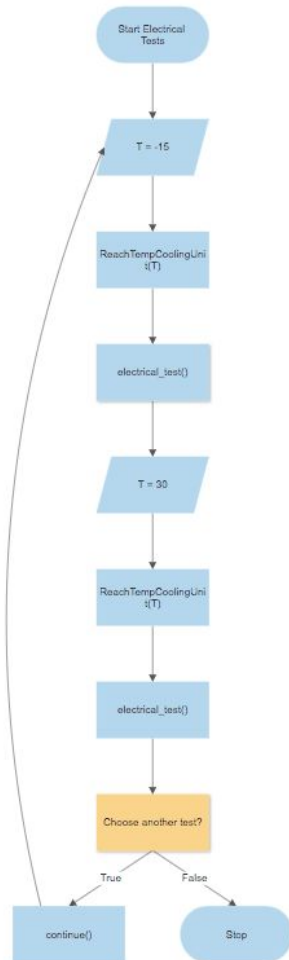 Start Electrical
Tests
T = -15
ReachTempCoolingUni
t(T)
electrical_test()
T = 30
ReachTempCoolingUni
t(T)
electrical_test()
Choose another test?
True
False
continue()
Stop